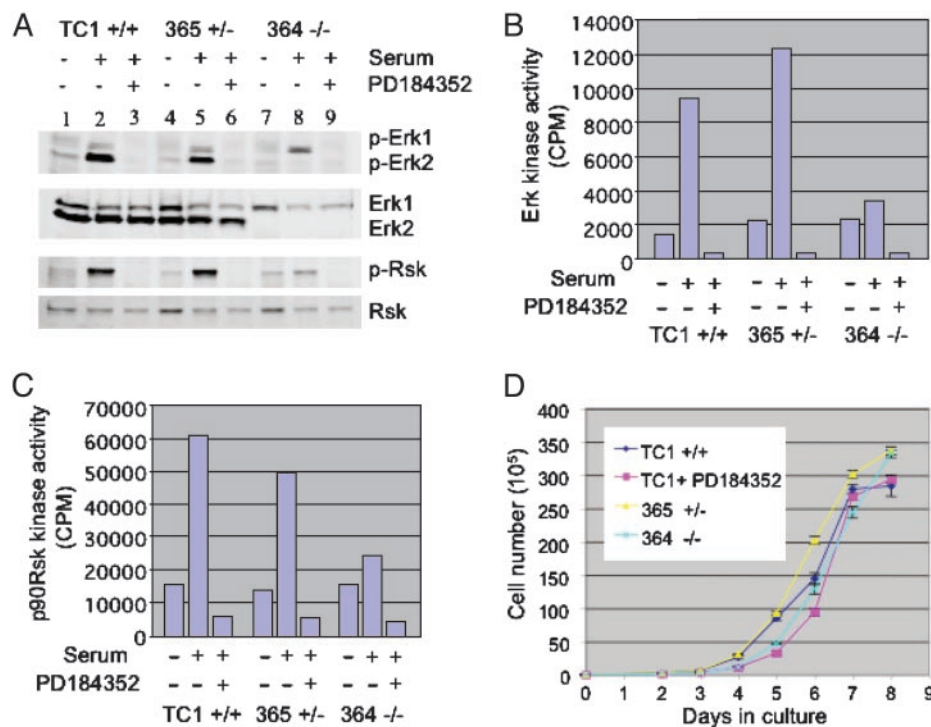 A
TC1 +/+ 365 +/- 364 -/-
- + + - + + - + + Serum
- - + - - + - - + PD184352
1 2 3 4 5 6 7 8 9
p-Erk1
p-Erk2
Erk1
Erk2
p-Rsk
Rsk
B
Erk kinase activity
(CPM)
14000
12000
10000
8000
6000
4000
2000
0
Serum - + + - + + - + +
PD184352 - - + - - + - - +
TC1 +/+ 365 +/- 364 -/-
C
p90Rsk kinase activity
(CPM)
70000
60000
50000
40000
30000
20000
10000
0
Serum - + + - + + - + +
PD184352 - - + - - + - - +
TC1 +/+ 365 +/- 364 -/-
D
Cell number (10⁵)
400
350
300
250
200
150
100
50
0
TC1 +/+
TC1+ PD184352
365 +/-
364 -/-
0 1 2 3 4 5 6 7 8 9
Days in culture